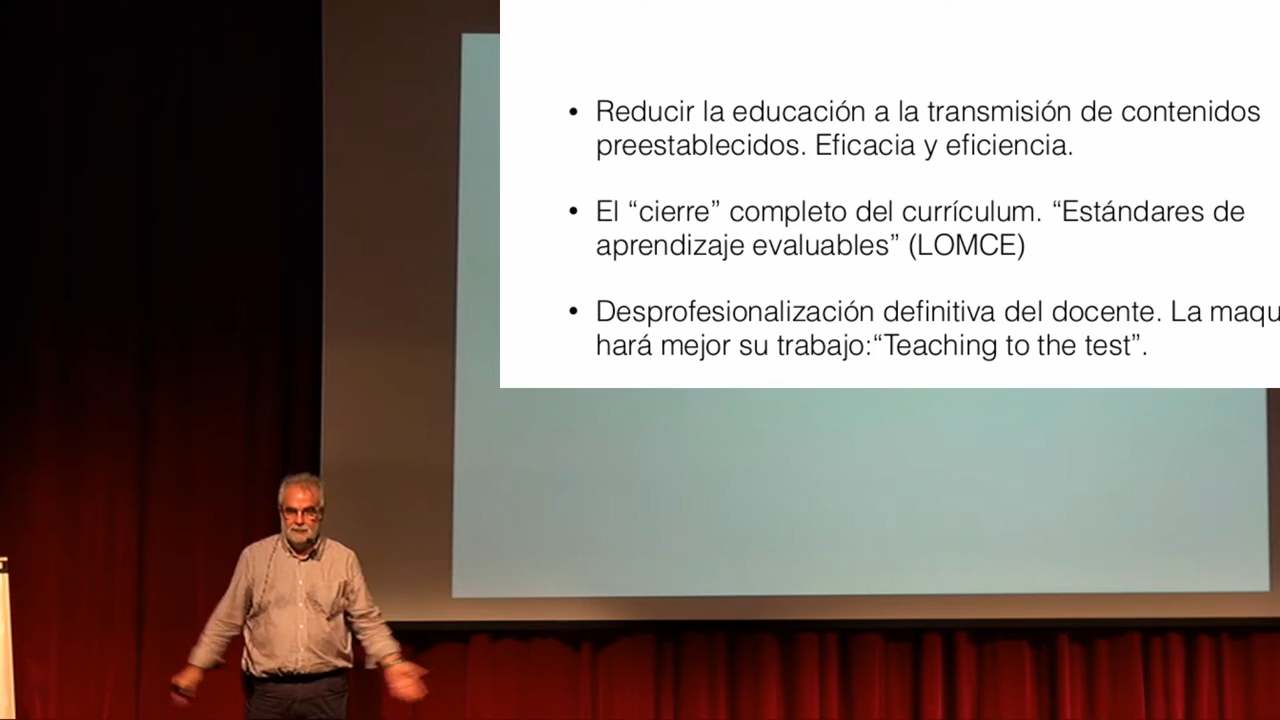 • Reducir la educación a la transmisión de contenidos
preestablecidos. Eficacia y eficiencia.
• El “cierre” completo del currículum. “Estándares de
aprendizaje evaluables” (LOMCE)
• Desprofesionalización definitiva del docente. La maqu
hará mejor su trabajo:“Teaching to the test”.